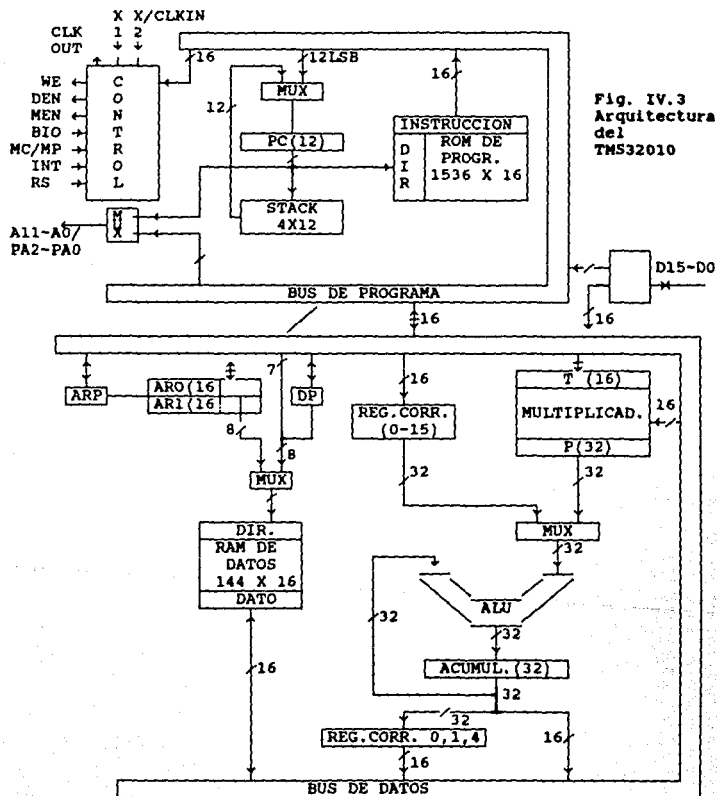 X X/CLKIN
CLK 1 2
OUT
16
12LSB
16
WE
DEN
MEN
BIO
MC/MP
INT
RS
CONTROL
MUX
12
PC(12)
INSTRUCCION
DIR
ROM DE
PROGR.
1536 X 16
Fig. IV.3
Arquitectura
del
TMS32010
STACK
4X12
MUX
A11~A0/
PA2~PA0
D15~D0
BUS DE PROGRAMA
16
16
7
16
ARP
AR0(16
AR1(16
DP
8
8
MUX
REG.CORR.
(0-15)
T (16)
MULTIPLICAD.
P(32)
16
32
32
MUX
32
DIR.
RAM DE
DATOS
144 X 16
DATO
ALU
32
32
ACUMUL.(32)
32
16
32
REG.CORR. 0,1,4
16
16
BUS DE DATOS